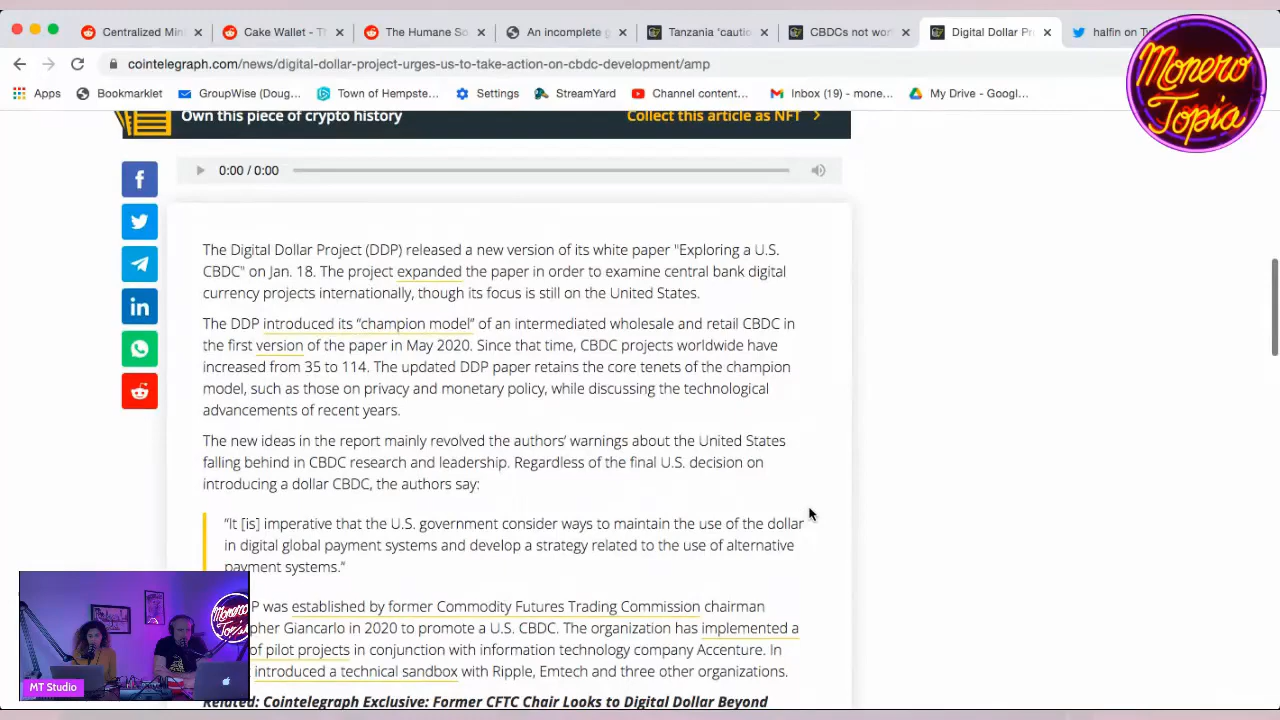 Centralized Min
Cake Wallet - Th
The Humane So
An incomplete g
Tanzania 'cautio
CBDCs not wor
Digital Dollar Pr
halfin on Tw
cointelegraph.com/news/digital-dollar-project-urges-us-to-take-action-on-cbdc-development/amp
Apps
Bookmarklet
GroupWise (Doug...
Town of Hempste...
Settings
StreamYard
Channel content...
Inbox (19) - mone...
My Drive - Googl...
Monero
Topia
Own this piece of crypto history
Collect this article as NFT
0:00 / 0:00
The Digital Dollar Project (DDP) released a new version of its white paper "Exploring a U.S.
CBDC" on Jan. 18. The project expanded the paper in order to examine central bank digital
currency projects internationally, though its focus is still on the United States.
The DDP introduced its “champion model” of an intermediated wholesale and retail CBDC in
the first version of the paper in May 2020. Since that time, CBDC projects worldwide have
increased from 35 to 114. The updated DDP paper retains the core tenets of the champion
model, such as those on privacy and monetary policy, while discussing the technological
advancements of recent years.
The new ideas in the report mainly revolved the authors’ warnings about the United States
falling behind in CBDC research and leadership. Regardless of the final U.S. decision on
introducing a dollar CBDC, the authors say:
“It [is] imperative that the U.S. government consider ways to maintain the use of the dollar
in digital global payment systems and develop a strategy related to the use of alternative
payment systems.”
P was established by former Commodity Futures Trading Commission chairman
pher Giancarlo in 2020 to promote a U.S. CBDC. The organization has implemented a
of pilot projects in conjunction with information technology company Accenture. In
introduced a technical sandbox with Ripple, Emtech and three other organizations.
Related: Cointelegraph Exclusive: Former CFTC Chair Looks to Digital Dollar Beyond
Monero
Topia
MT Studio